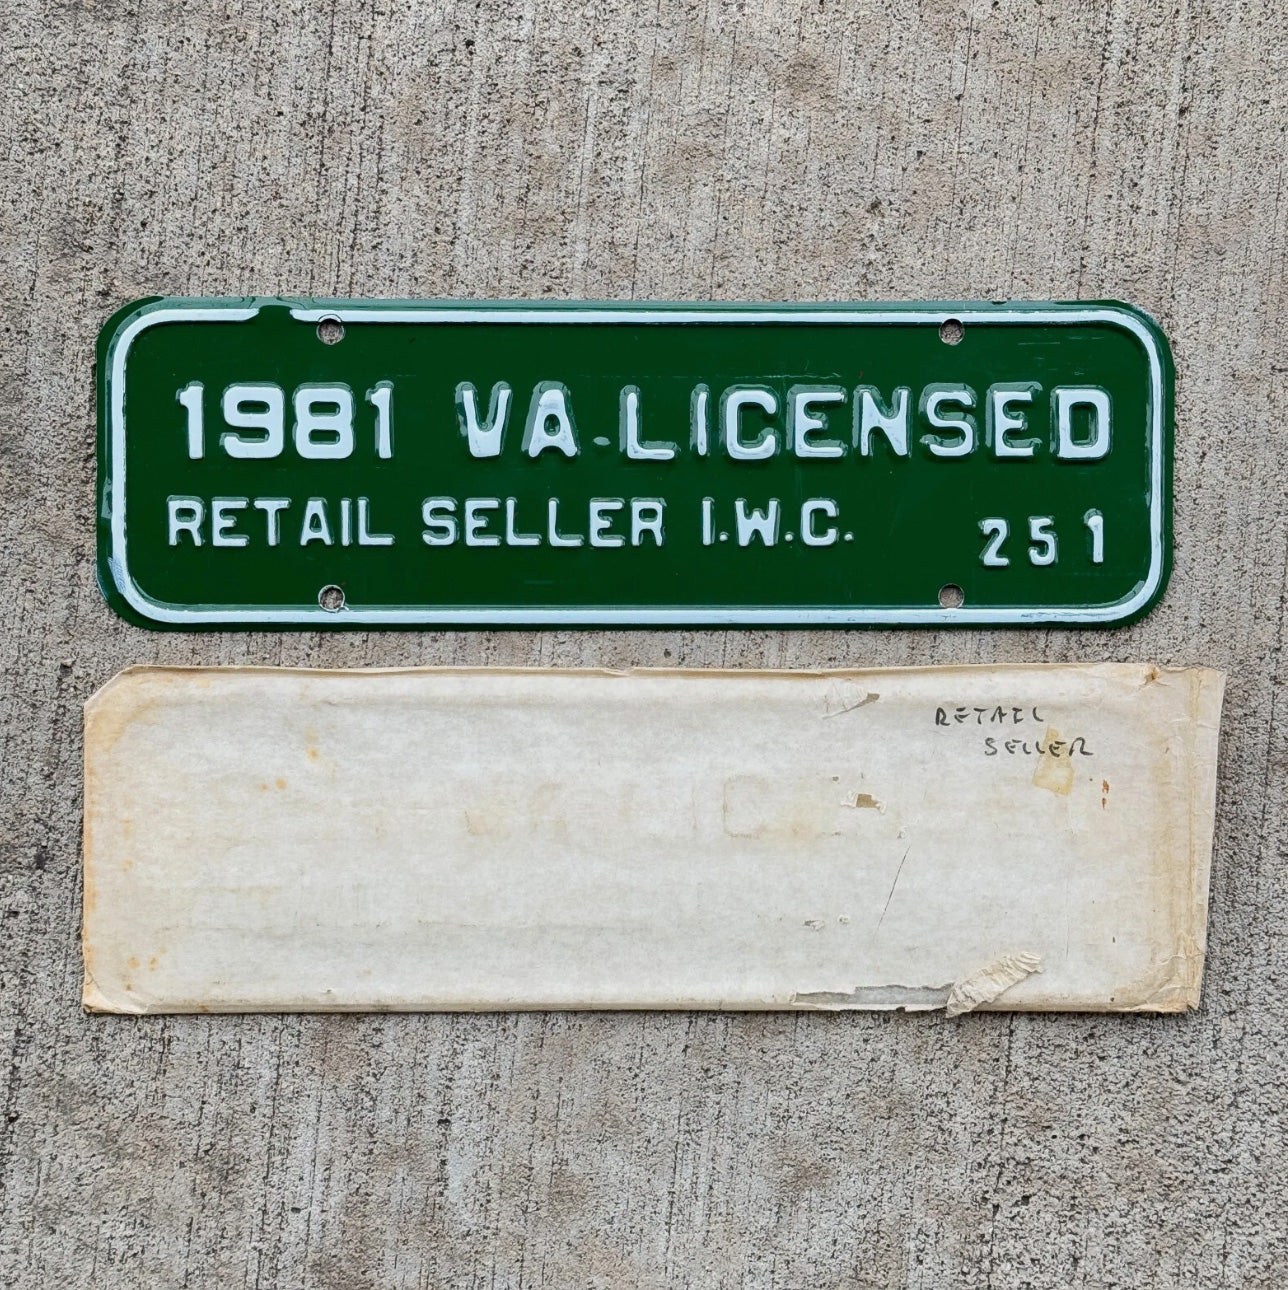 1981 VA. LICENSED
RETAIL SELLER I.W.C. 251
RETAIL
SELLER